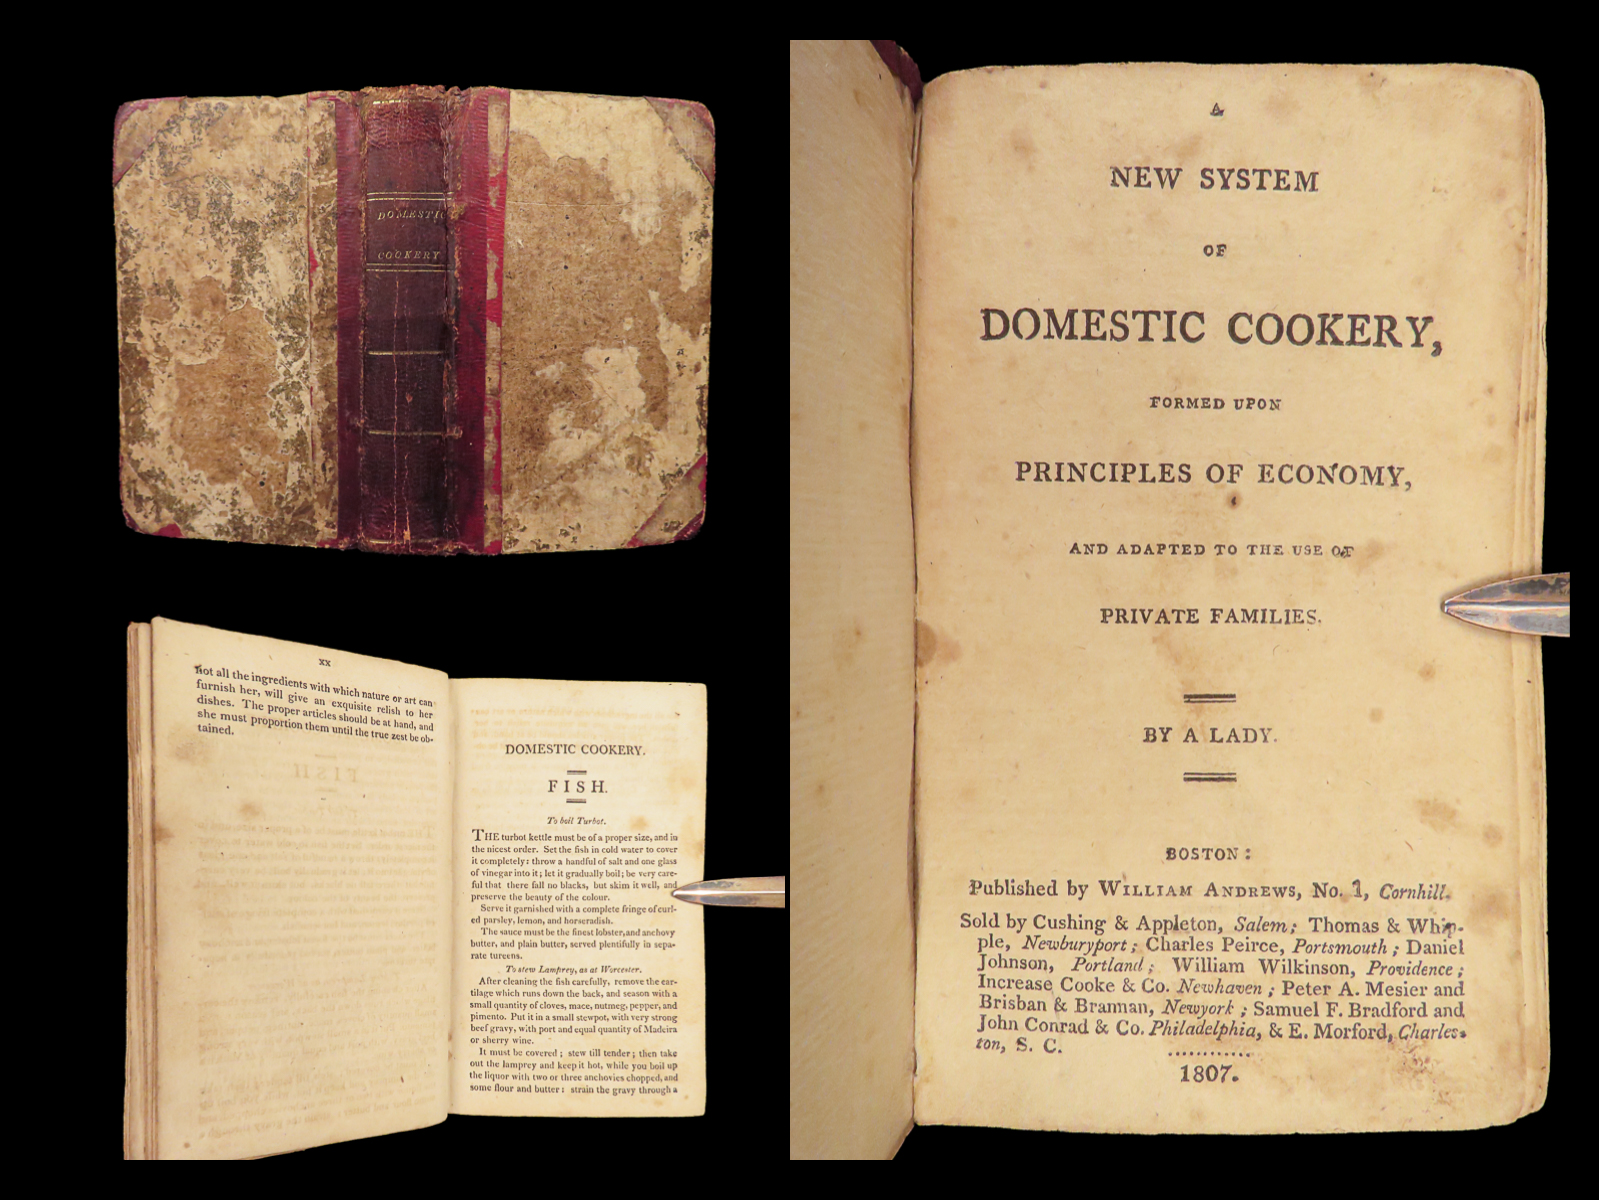 DOMESTIC
COOKERY
A
NEW SYSTEM
OF
DOMESTIC COOKERY,
FORMED UPON
PRINCIPLES OF ECONOMY,
AND ADAPTED TO THE USE OF
PRIVATE FAMILIES.
BY A LADY.
BOSTON:
Published by WILLIAM ANDREWS, No. 1, Cornhill.
Sold by Cushing & Appleton, Salem; Thomas & Whip-
ple, Newburyport; Charles Peirce, Portsmouth; Daniel
Johnson, Portland; William Wilkinson, Providence;
Increase Cooke & Co. Newhaven; Peter A. Mesier and
Brisban & Brannan, Newyork; Samuel F. Bradford and
John Conrad & Co. Philadelphia, & E. Morford, Charles-
ton, S. C.
1807.
xx
Not all the ingredients with which nature or art can
furnish her, will give an exquisite relish to her
dishes. The proper articles should be at hand, and
she must proportion them until the true zest be ob-
tained.
DOMESTIC COOKERY.
FISH.
To boil Turbot.
THE turbot kettle must be of a proper size, and in
the nicest order. Set the fish in cold water to cover
it completely: throw a handful of salt and one glass
of vinegar into it; let it gradually boil; be very care-
ful that there fall no blacks, but skim it well, and
preserve the beauty of the colour.
Serve it garnished with a complete fringe of curl-
ed parsley, lemon, and horseradish.
The sauce must be the finest lobster, and anchovy
butter, and plain butter, served plentifully in sepa-
rate tureens.
To stew Lamprey, as at Worcester.
After cleaning the fish carefully, remove the car-
tilage which runs down the back, and season with a
small quantity of cloves, mace, nutmeg, pepper, and
pimento. Put it in a small stewpot, with very strong
beef gravy, with port and equal quantity of Madeira
or sherry wine.
It must be covered; stew till tender; then take
out the lamprey and keep it hot, while you boil up
the liquor with two or three anchovies chopped, and
some flour and butter: strain the gravy through a